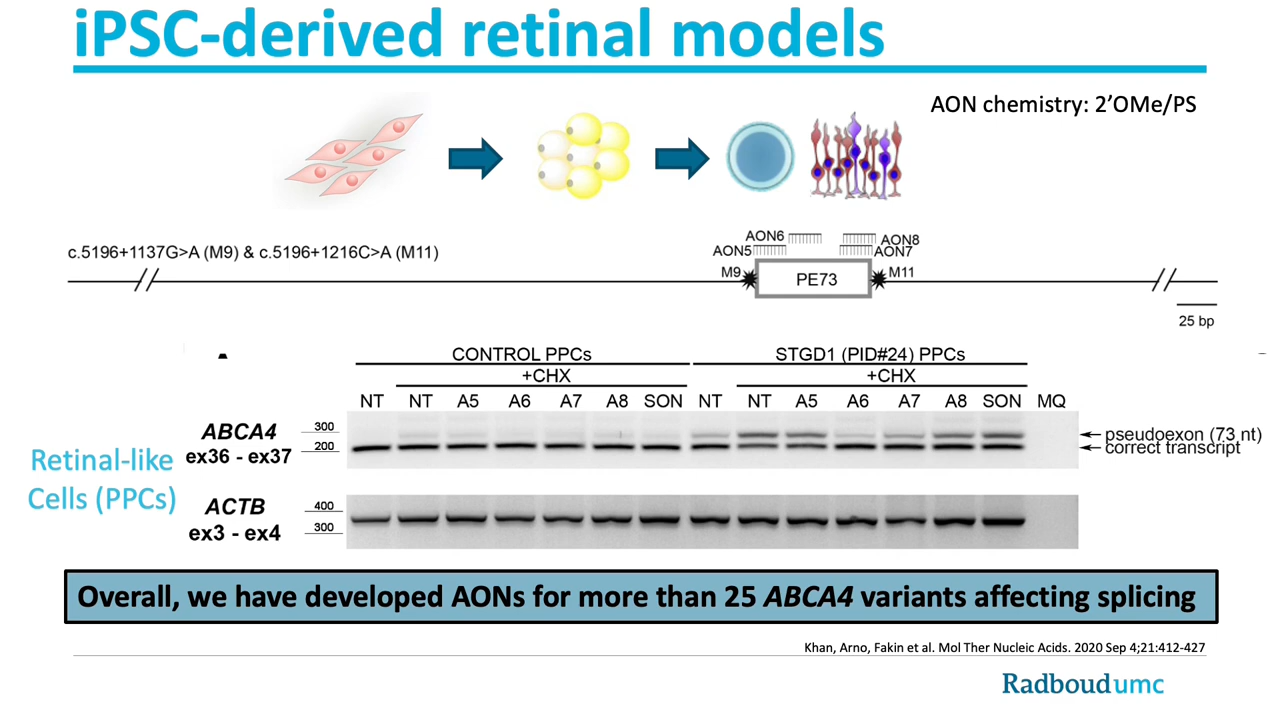 iPSC-derived retinal models
AON chemistry: 2’OMe/PS
c.5196+1137G>A (M9) & c.5196+1216C>A (M11)
AON6
AON8
AON5
AON7
M9
PE73
M11
25 bp
CONTROL PPCs
STGD1 (PID#24) PPCs
+CHX
+CHX
NT NT A5 A6 A7 A8 SON NT NT A5 A6 A7 A8 SON MQ
ABCA4
ex36 - ex37
300
200
pseudoexon (73 nt)
correct transcript
Retinal-like
Cells (PPCs)
ACTB
ex3 - ex4
400
300
Overall, we have developed AONs for more than 25 ABCA4 variants affecting splicing
Khan, Arno, Fakin et al. Mol Ther Nucleic Acids. 2020 Sep 4;21:412-427
Radboudumc